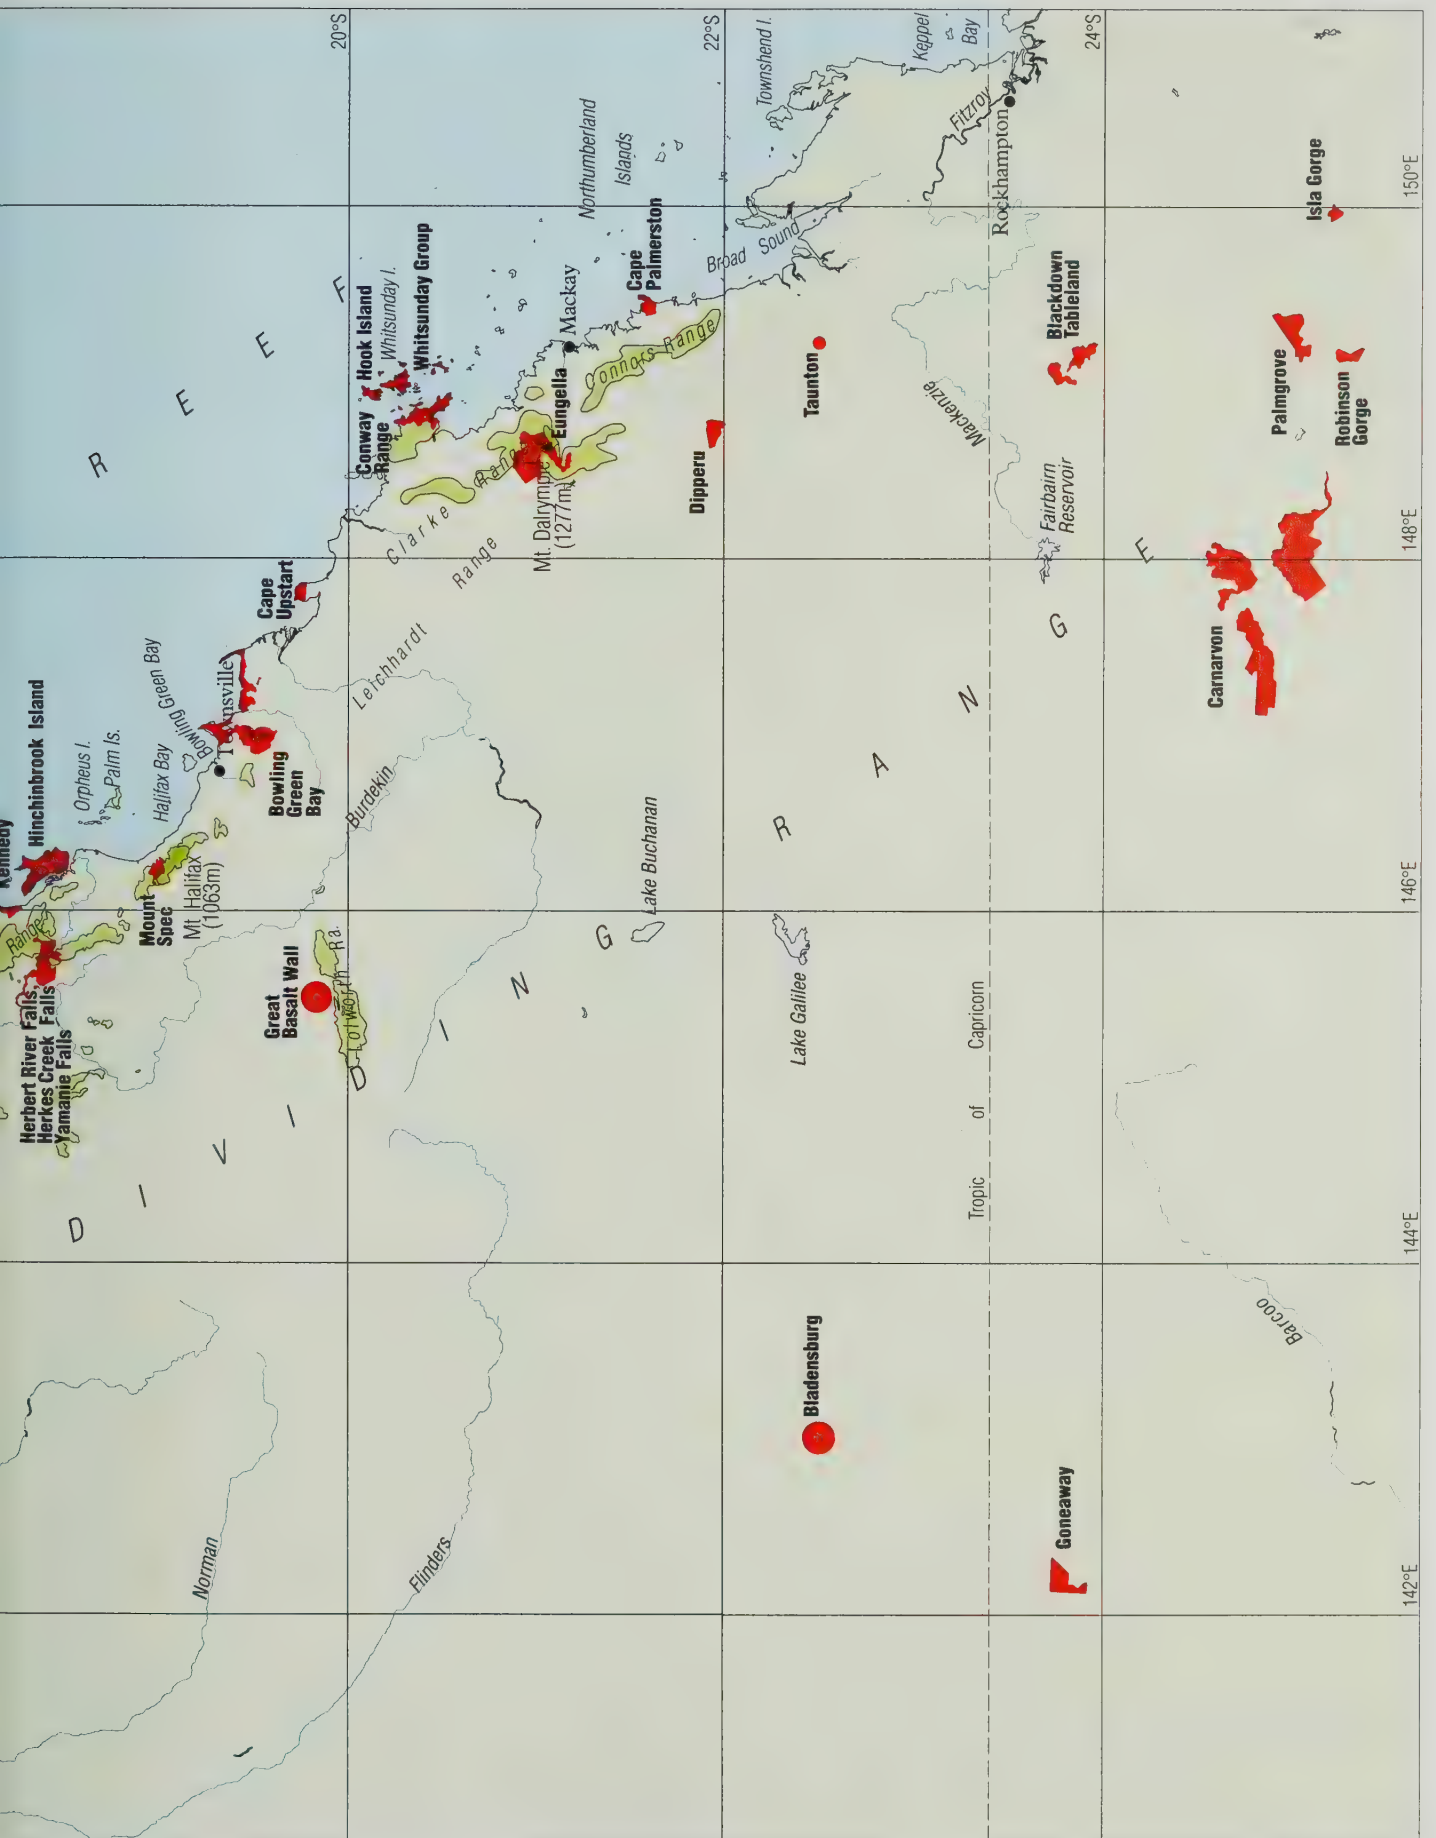 20°S
22°S
24°S
150°E
148°E
146°E
144°E
142°E
Townshend I.
Keppel
Bay
Fitzroy
Rockhampton
Northumberland
Islands
Isla Gorge
Cape
Palmerston
Broad Sound
Hook Island
Whitsunday I.
Whitsunday Group
Mackay
Connors Range
Blackdown
Tableland
Taunton
Palmgrove
Robinson
Gorge
Mackenzie
Conway
Range
Eungella
Clarke Range
Mt. Dalrymple
(1277m)
Dipperu
Fairbairn
Reservoir
R E E F
Cape
Upstart
Leichhardt
Range
Carnarvon
Bowling Green Bay
Townsville
Hinchinbrook Island
Orpheus I.
Palm Is.
Halifax Bay
Bowling
Green
Bay
Burdekin
Kennedy
Range
Mount
Spec
Mt Halifax
(1063m)
Lake Buchanan
Lake Galilee
Great
Basalt Wall
Lolworth Ra.
Herbert River Falls,
Herkes Creek Falls
Yamanie Falls
D I V I D I N G
R A N G E
Tropic of Capricorn
Barcoo
Bladensburg
Goneaway
Norman
Flinders